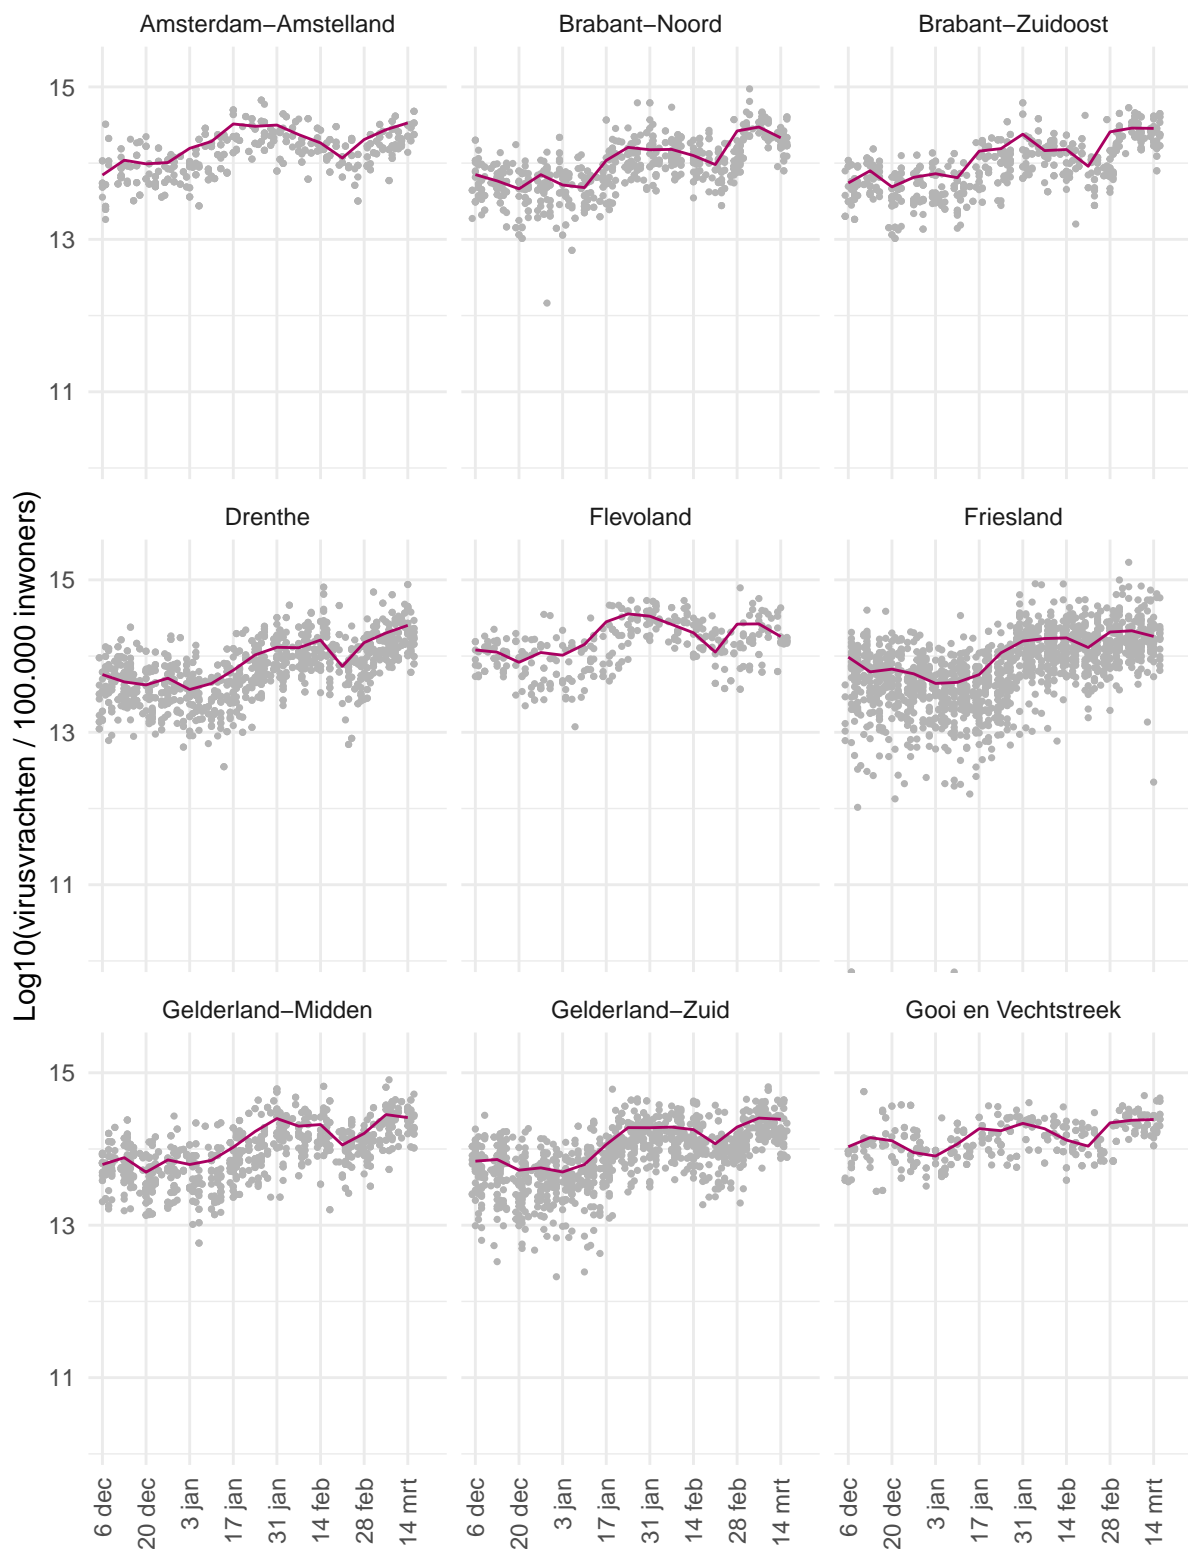 Amsterdam−Amstelland
Brabant−Noord
Brabant−Zuidoost
15
13
11
Drenthe
Flevoland
Friesland
15
13
11
Log10(virusvrachten / 100.000 inwoners)
Gelderland−Midden
Gelderland−Zuid
Gooi en Vechtstreek
15
13
11
6 dec
20 dec
3 jan
17 jan
31 jan
14 feb
28 feb
14 mrt
6 dec
20 dec
3 jan
17 jan
31 jan
14 feb
28 feb
14 mrt
6 dec
20 dec
3 jan
17 jan
31 jan
14 feb
28 feb
14 mrt